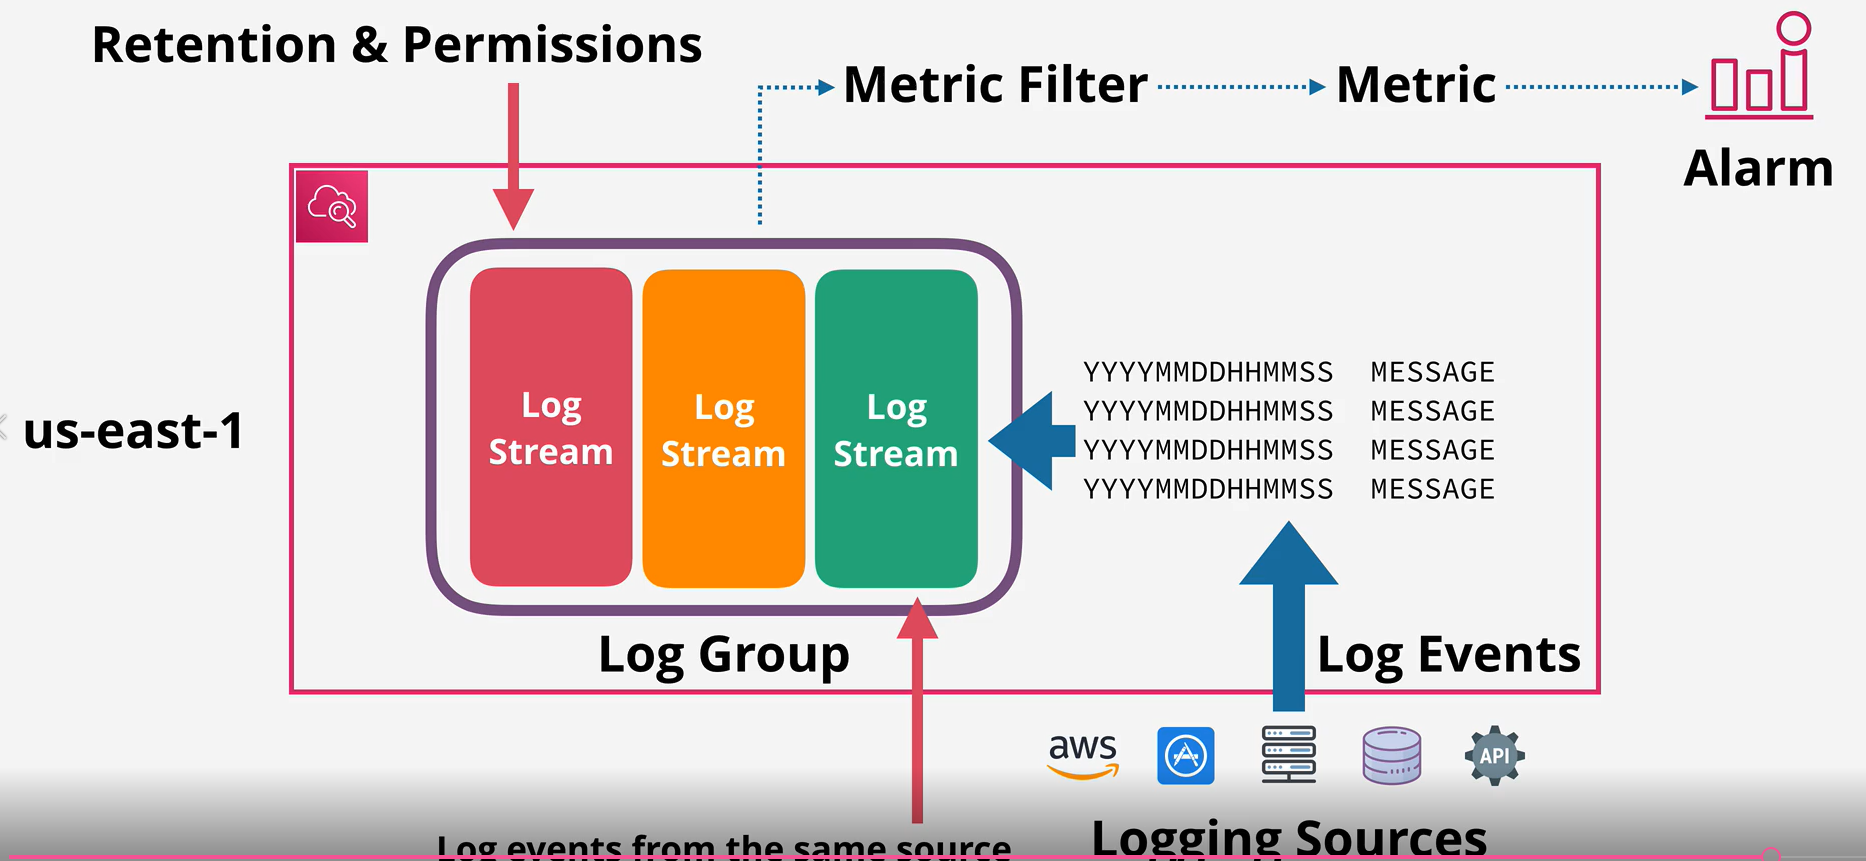 Retention & Permissions
Metric Filter
Metric
Alarm
us-east-1
Log
Stream
Log
Stream
Log
Stream
YYYYMMDDHHMMSS MESSAGE
YYYYMMDDHHMMSS MESSAGE
YYYYMMDDHHMMSS MESSAGE
YYYYMMDDHHMMSS MESSAGE
Log Group
Log Events
aws
API
Log events from the same source
Logging Sources